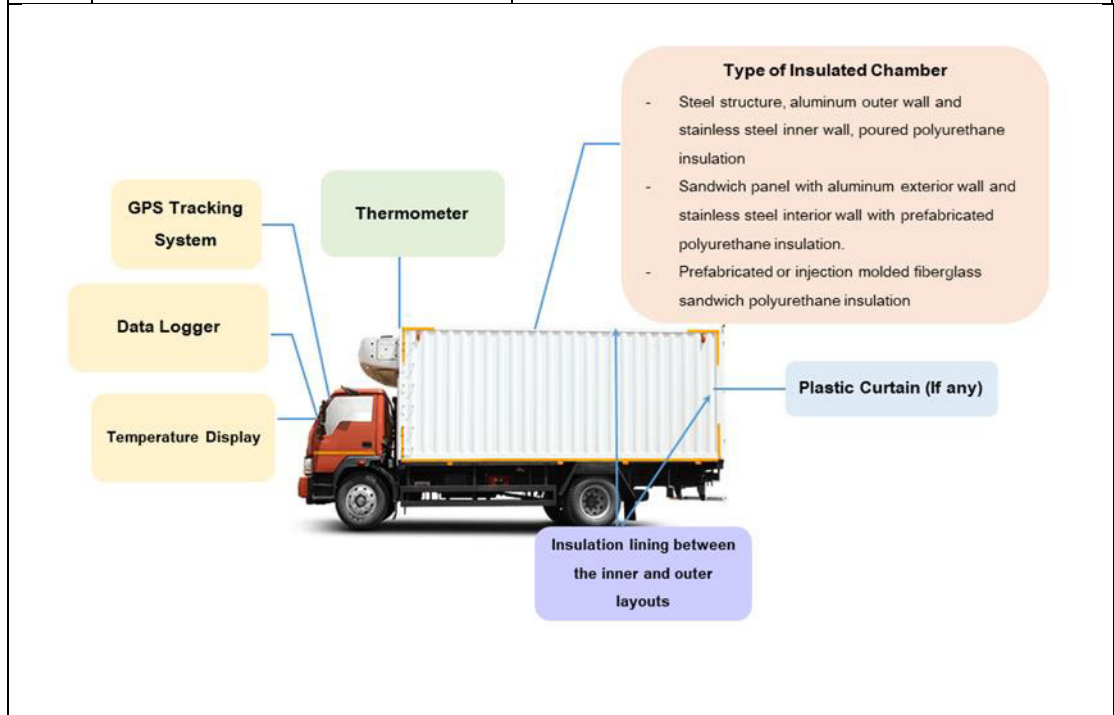 Type of Insulated Chamber
- Steel structure, aluminum outer wall and
stainless steel inner wall, poured polyurethane
insulation
- Sandwich panel with aluminum exterior wall and
stainless steel interior wall with prefabricated
polyurethane insulation.
- Prefabricated or injection molded fiberglass
sandwich polyurethane insulation
GPS Tracking
System
Thermometer
Data Logger
Temperature Display
Plastic Curtain (If any)
Insulation lining between
the inner and outer
layouts